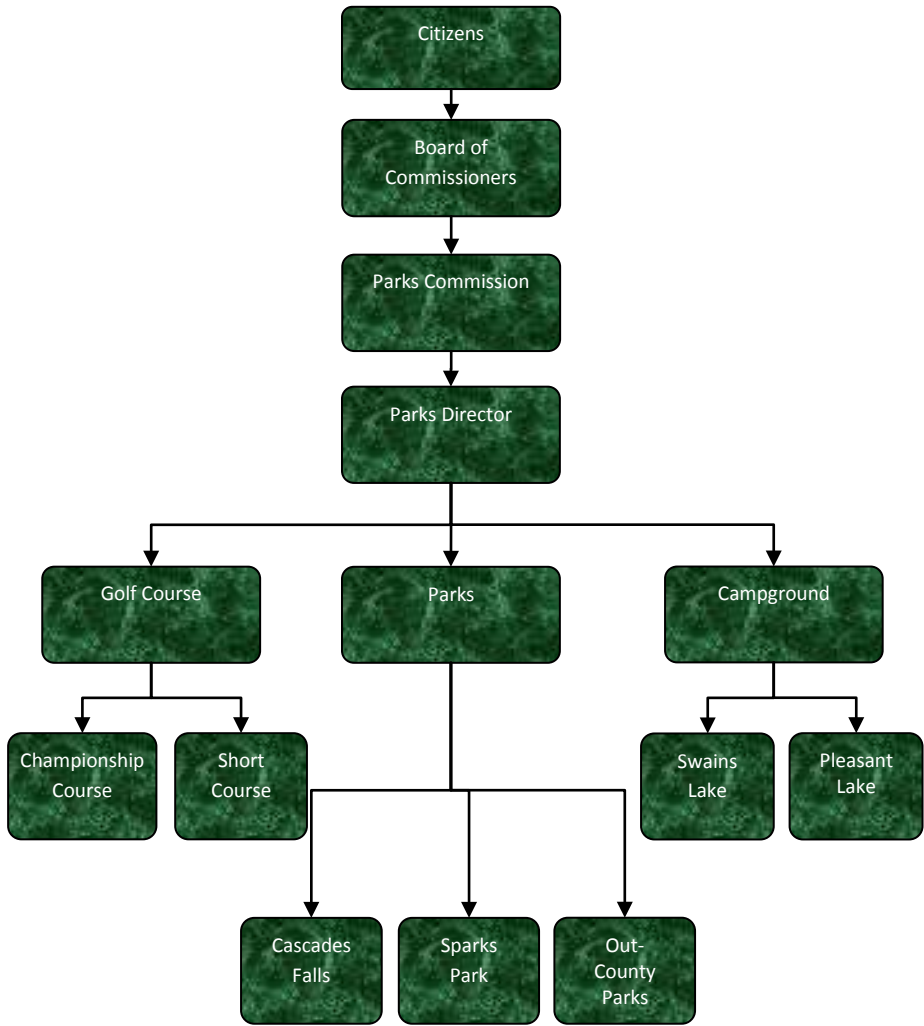 Citizens
Board of
Commissioners
Parks Commission
Parks Director
Golf Course
Parks
Campground
Championship
Course
Short
Course
Swains
Lake
Pleasant
Lake
Cascades
Falls
Sparks
Park
Out-
County
Parks